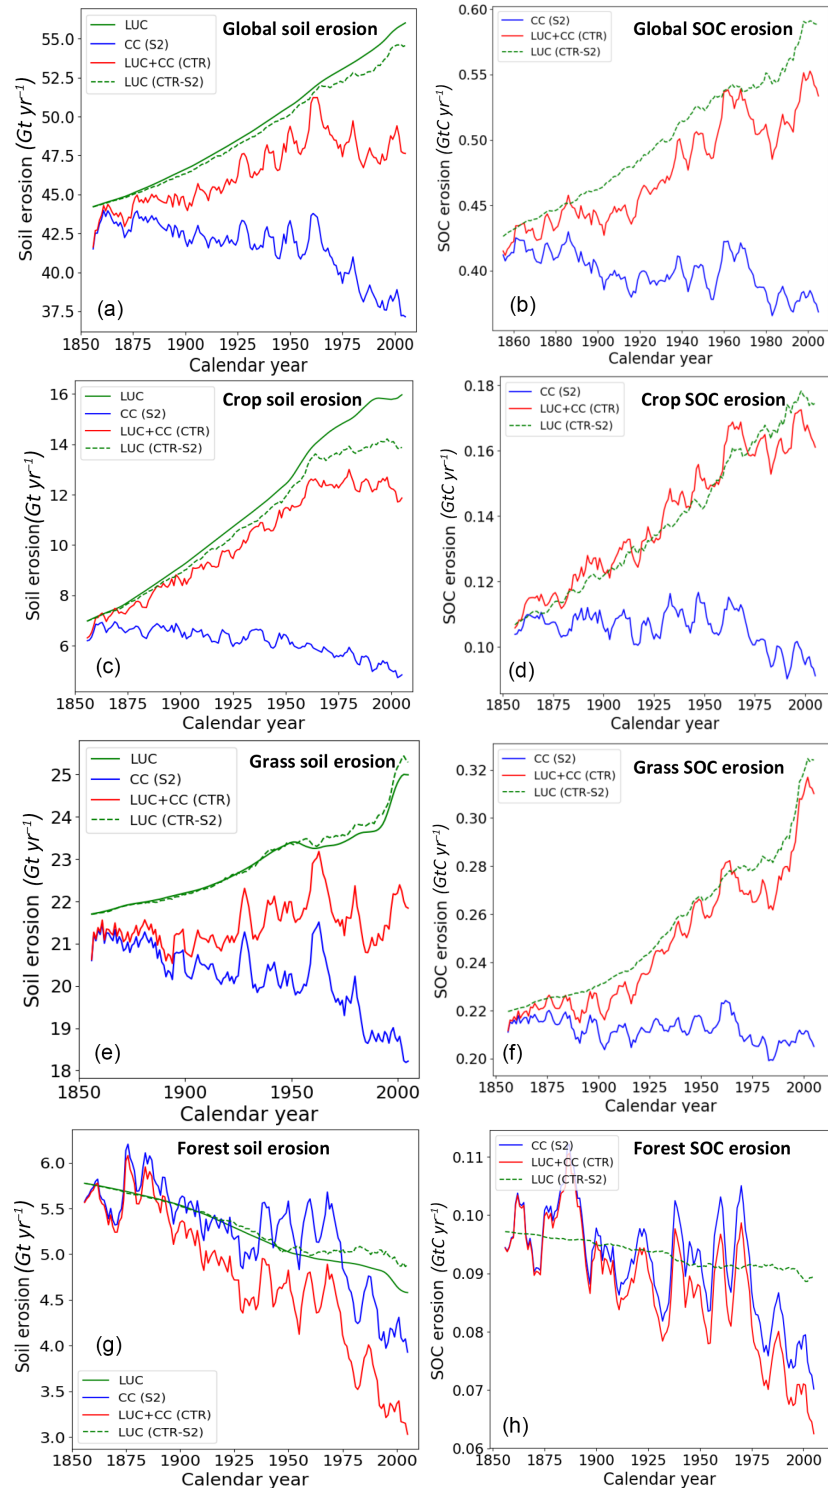 Global soil erosion
LUC
CC (S2)
LUC+CC (CTR)
LUC (CTR-S2)
Soil erosion (Gt yr⁻¹)
55.0
52.5
50.0
47.5
45.0
42.5
40.0
37.5
(a)
1850 1875 1900 1925 1950 1975 2000
Calendar year
Global SOC erosion
CC (S2)
LUC+CC (CTR)
LUC (CTR-S2)
SOC erosion (GtC yr⁻¹)
0.60
0.55
0.50
0.45
0.40
(b)
1860 1880 1900 1920 1940 1960 1980 2000
Calendar year
Crop soil erosion
LUC
CC (S2)
LUC+CC (CTR)
LUC (CTR-S2)
Soil erosion(Gt yr⁻¹)
16
14
12
10
8
6
(c)
1850 1875 1900 1925 1950 1975 2000
Calendar year
Crop SOC erosion
CC (S2)
LUC+CC (CTR)
LUC (CTR-S2)
SOC erosion (GtC yr⁻¹)
0.18
0.16
0.14
0.12
0.10
(d)
1850 1875 1900 1925 1950 1975 2000
Calendar year
Grass soil erosion
LUC
CC (S2)
LUC+CC (CTR)
LUC (CTR-S2)
Soil erosion (Gt yr⁻¹)
25
24
23
22
21
20
19
18
(e)
1850 1900 1950 2000
Calendar year
Grass SOC erosion
CC (S2)
LUC+CC (CTR)
LUC (CTR-S2)
SOC erosion (GtC yr⁻¹)
0.32
0.30
0.28
0.26
0.24
0.22
0.20
(f)
1850 1875 1900 1925 1950 1975 2000
Calendar year
Forest soil erosion
Soil erosion (Gt yr⁻¹)
6.0
5.5
5.0
4.5
4.0
3.5
3.0
(g)
LUC
CC (S2)
LUC+CC (CTR)
LUC (CTR-S2)
1850 1875 1900 1925 1950 1975 2000
Calendar year
Forest SOC erosion
CC (S2)
LUC+CC (CTR)
LUC (CTR-S2)
SOC erosion (GtC yr⁻¹)
0.11
0.10
0.09
0.08
0.07
0.06
(h)
1850 1875 1900 1925 1950 1975 2000
Calendar year